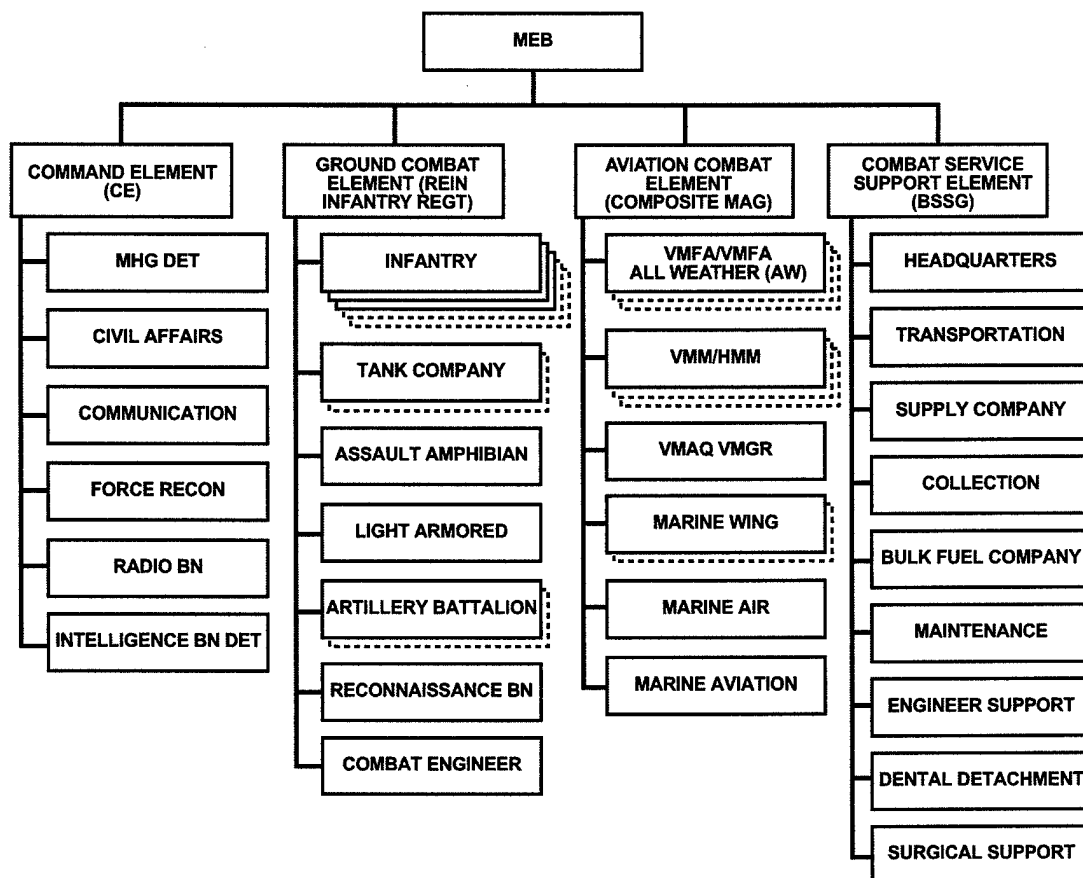 MEB
COMMAND ELEMENT
(CE)
MHG DET
CIVIL AFFAIRS
COMMUNICATION
FORCE RECON
RADIO BN
INTELLIGENCE BN DET
GROUND COMBAT
ELEMENT (REIN
INFANTRY REGT)
INFANTRY
TANK COMPANY
ASSAULT AMPHIBIAN
LIGHT ARMORED
ARTILLERY BATTALION
RECONNAISSANCE BN
COMBAT ENGINEER
AVIATION COMBAT
ELEMENT
(COMPOSITE MAG)
VMFA/VMFA
ALL WEATHER (AW)
VMM/HMM
VMAQ VMGR
MARINE WING
MARINE AIR
MARINE AVIATION
COMBAT SERVICE
SUPPORT ELEMENT
(BSSG)
HEADQUARTERS
TRANSPORTATION
SUPPLY COMPANY
COLLECTION
BULK FUEL COMPANY
MAINTENANCE
ENGINEER SUPPORT
DENTAL DETACHMENT
SURGICAL SUPPORT